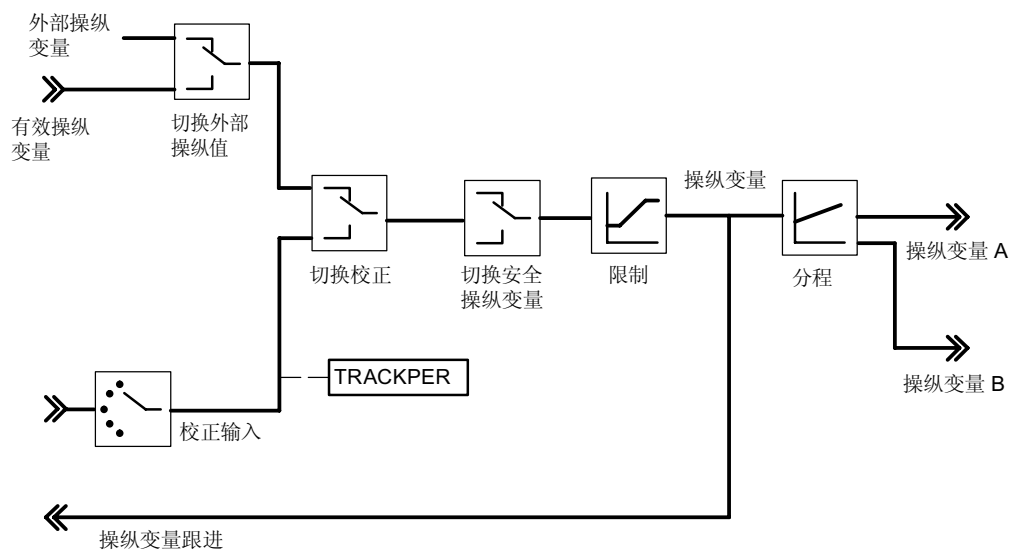 外部操纵
变量
有效操纵
变量
切换外部
操纵值
切换校正
切换安全
操纵变量
限制
操纵变量
分程
操纵变量 A
操纵变量 B
TRACKPER
校正输入
操纵变量跟进